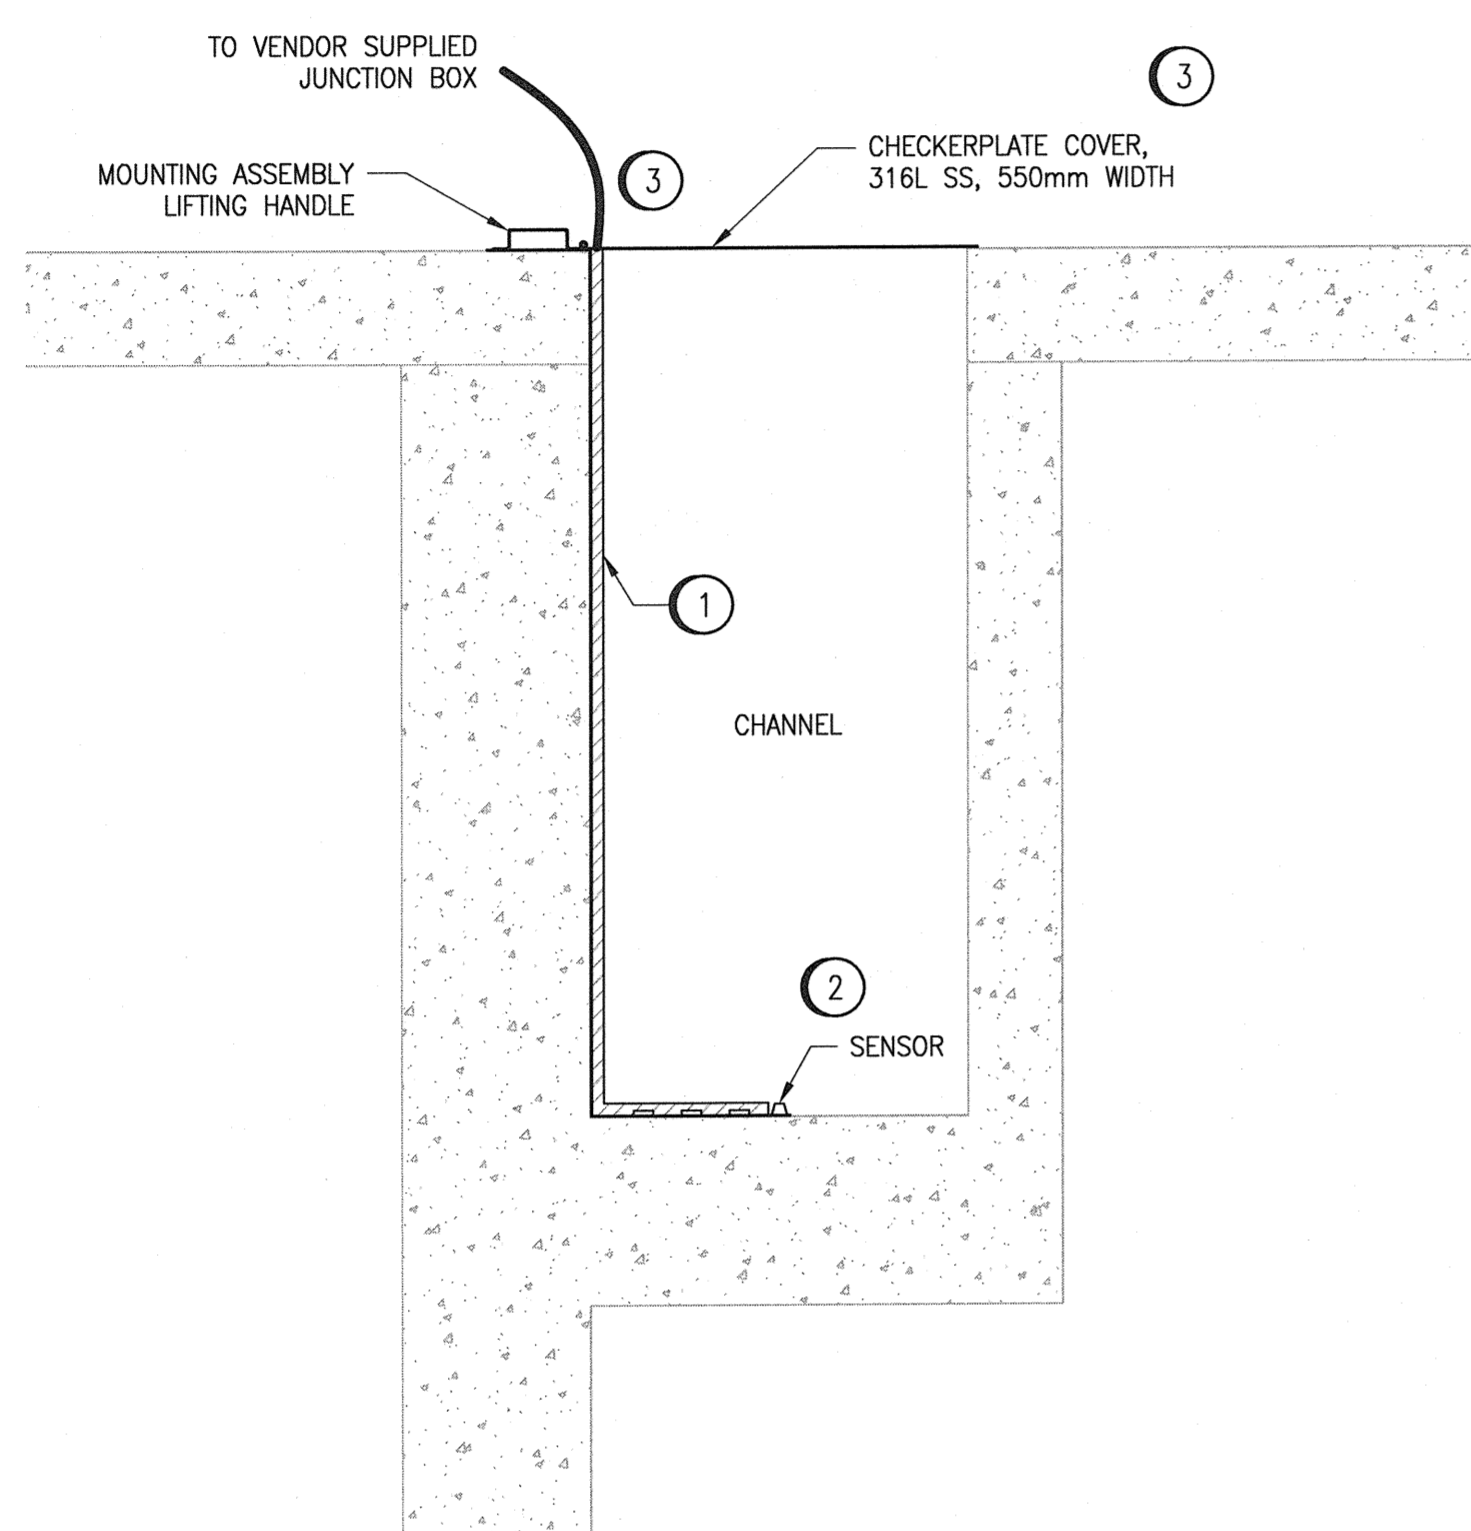 TO VENDOR SUPPLIED
JUNCTION BOX
3
CHECKERPLATE COVER,
316L SS, 550mm WIDTH
MOUNTING ASSEMBLY
LIFTING HANDLE
3
1
CHANNEL
2
SENSOR